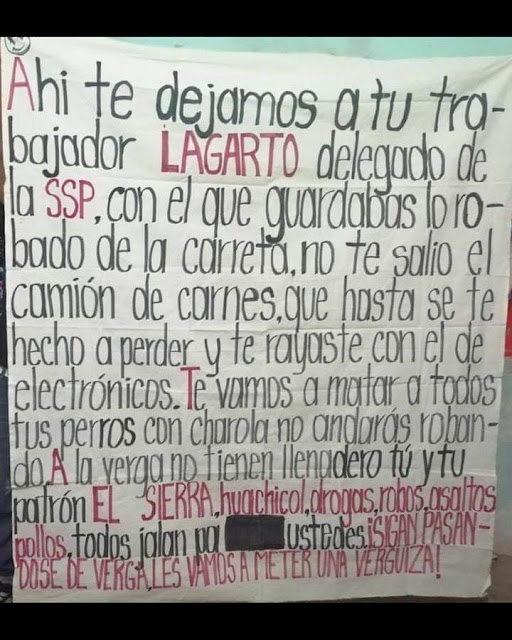 Ahi te dejamos a tu tra-
bajador LAGARTO delegado de
la SSP, con el que guardabas lo ro-
bado de la carreta, no te salio el
camión de carnes, que hasta se te
hecho a perder y te rayaste con el de
electrónicos. Te vamos a matar a todos
tus perros con charola no andarás roban-
do. A la verga no tienen llenadero tú y tu
patrón EL SIERRA, huachicol, drogas, robos, asaltos
pollos, todos jalan pa ustedes, ¡SIGAN PASAN-
DOSE DE VERGA, LES VAMOS A METER UNA VERGUIZA!